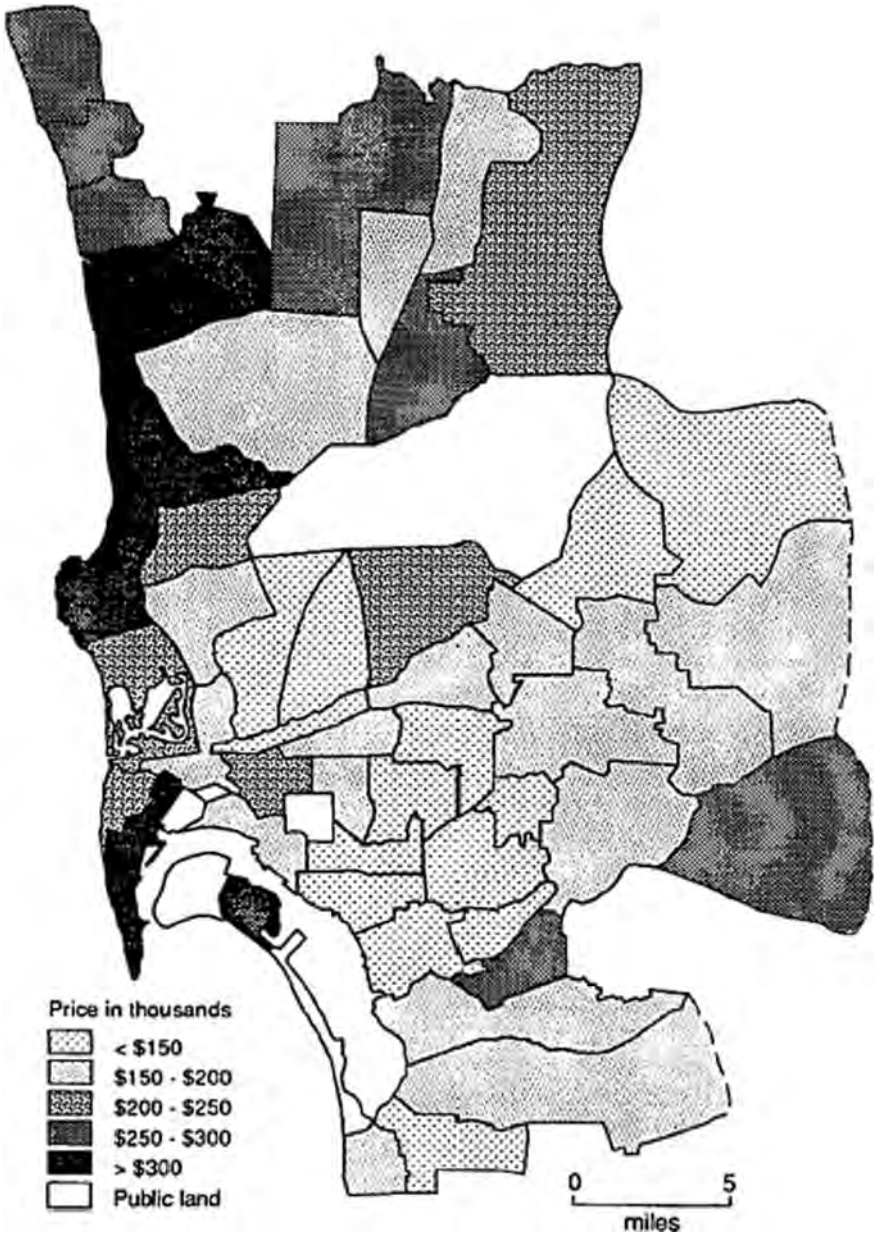 Price in thousands
< $150
$150 - $200
$200 - $250
$250 - $300
> $300
Public land
0 5
miles